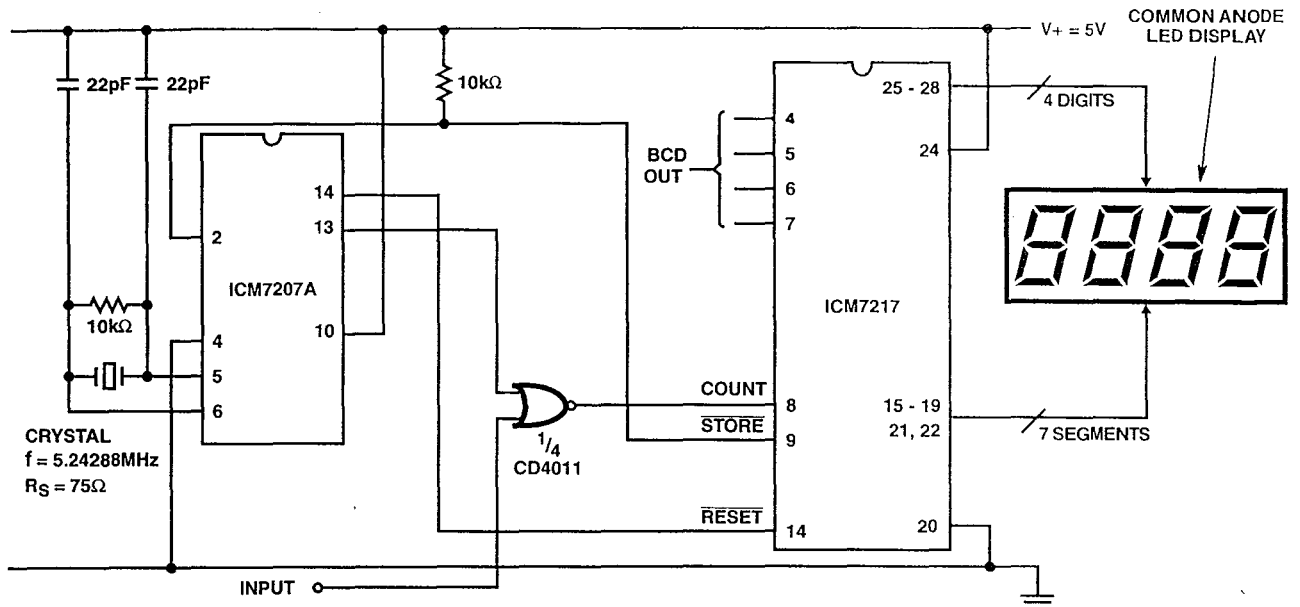 COMMON ANODE
LED DISPLAY
V+ = 5V
22pF
22pF
10kΩ
25 - 28
4 DIGITS
24
BCD
OUT
4
5
6
7
14
13
2
ICM7207A
10
10kΩ
4
5
6
ICM7217
CRYSTAL
f = 5.24288MHz
RS = 75Ω
1/4
CD4011
COUNT
8
STORE
9
15 - 19
21, 22
7 SEGMENTS
RESET
14
20
INPUT
8888